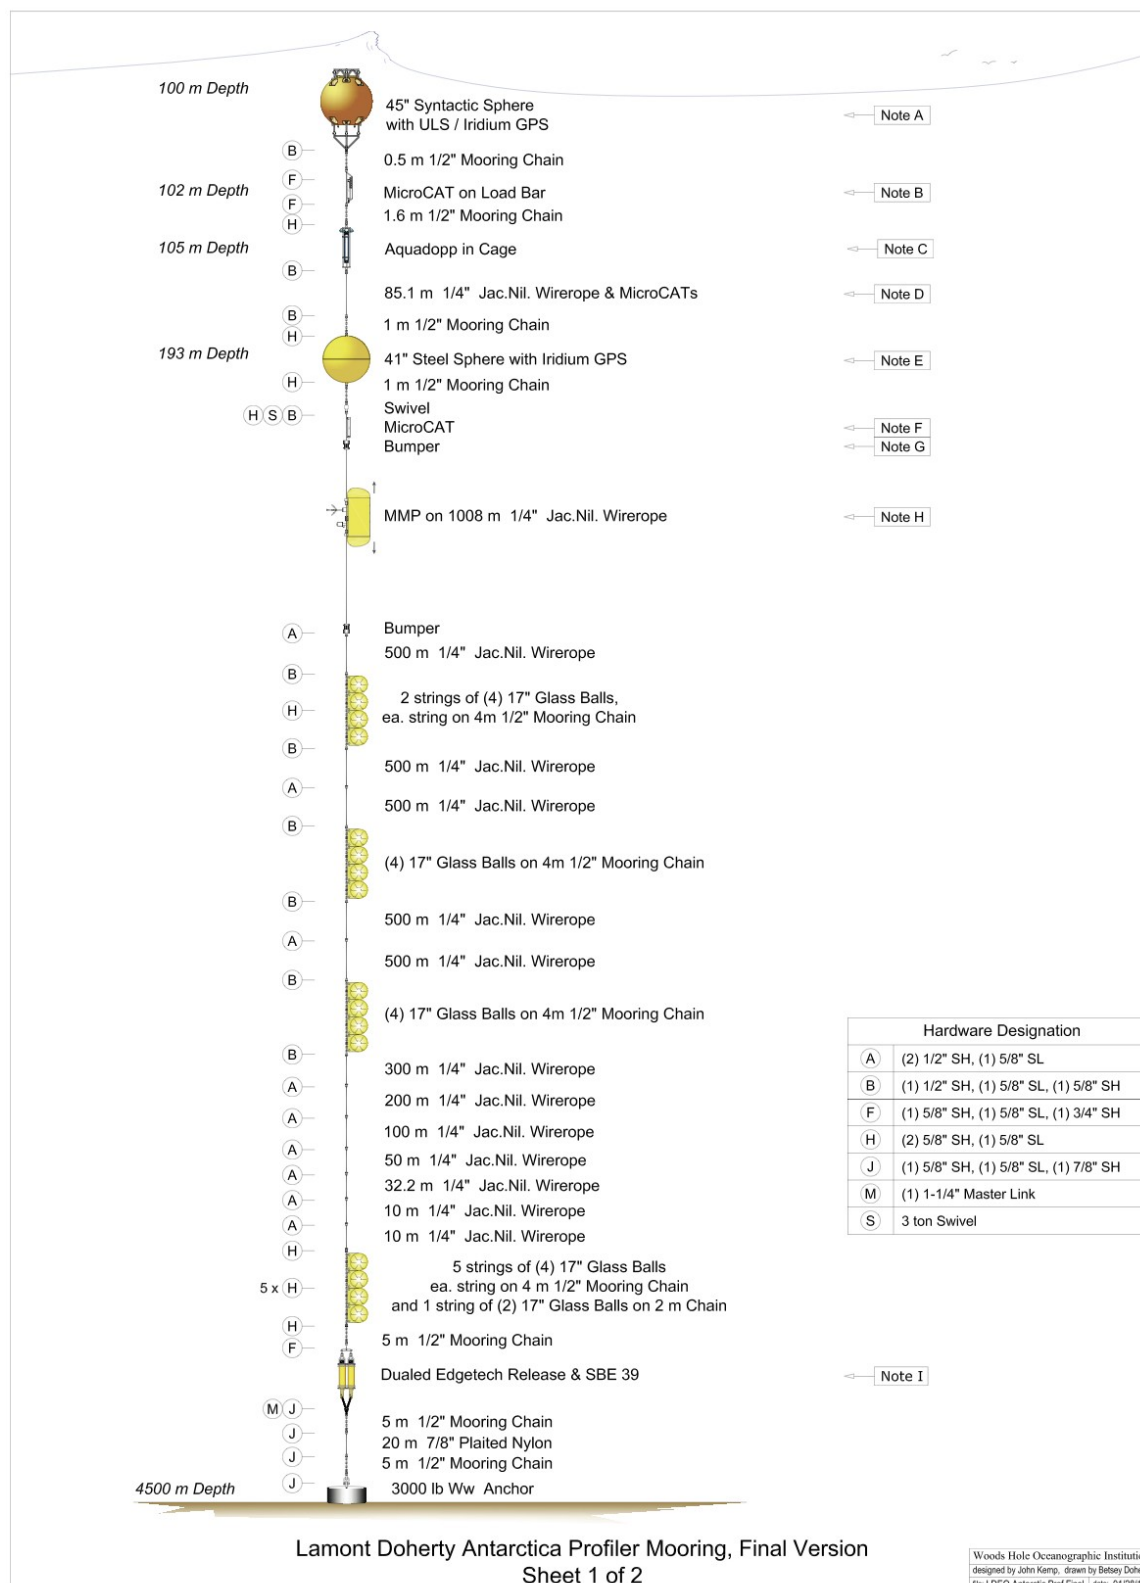 100 m Depth
45" Syntactic Sphere
with ULS / Iridium GPS
Note A
B
0.5 m 1/2" Mooring Chain
F
102 m Depth
MicroCAT on Load Bar
Note B
F
1.6 m 1/2" Mooring Chain
H
105 m Depth
Aquadopp in Cage
Note C
B
85.1 m 1/4" Jac.Nil. Wirerope & MicroCATs
Note D
B
1 m 1/2" Mooring Chain
H
193 m Depth
41" Steel Sphere with Iridium GPS
Note E
H
1 m 1/2" Mooring Chain
Swivel
H S B
MicroCAT
Note F
Bumper
Note G
MMP on 1008 m 1/4" Jac.Nil. Wirerope
Note H
A
Bumper
500 m 1/4" Jac.Nil. Wirerope
B
2 strings of (4) 17" Glass Balls,
H
ea. string on 4m 1/2" Mooring Chain
B
500 m 1/4" Jac.Nil. Wirerope
A
500 m 1/4" Jac.Nil. Wirerope
B
(4) 17" Glass Balls on 4m 1/2" Mooring Chain
B
500 m 1/4" Jac.Nil. Wirerope
A
500 m 1/4" Jac.Nil. Wirerope
B
(4) 17" Glass Balls on 4m 1/2" Mooring Chain
B
300 m 1/4" Jac.Nil. Wirerope
A
200 m 1/4" Jac.Nil. Wirerope
A
100 m 1/4" Jac.Nil. Wirerope
A
50 m 1/4" Jac.Nil. Wirerope
A
32.2 m 1/4" Jac.Nil. Wirerope
A
10 m 1/4" Jac.Nil. Wirerope
A
10 m 1/4" Jac.Nil. Wirerope
H
5 strings of (4) 17" Glass Balls
5 x H
ea. string on 4 m 1/2" Mooring Chain
and 1 string of (2) 17" Glass Balls on 2 m Chain
H
5 m 1/2" Mooring Chain
F
Dualed Edgetech Release & SBE 39
Note I
M J
5 m 1/2" Mooring Chain
J
20 m 7/8" Plaited Nylon
J
5 m 1/2" Mooring Chain
J
4500 m Depth
3000 lb Ww Anchor
Hardware Designation
A (2) 1/2" SH, (1) 5/8" SL
B (1) 1/2" SH, (1) 5/8" SL, (1) 5/8" SH
F (1) 5/8" SH, (1) 5/8" SL, (1) 3/4" SH
H (2) 5/8" SH, (1) 5/8" SL
J (1) 5/8" SH, (1) 5/8" SL, (1) 7/8" SH
M (1) 1-1/4" Master Link
S 3 ton Swivel
Lamont Doherty Antarctica Profiler Mooring, Final Version
Sheet 1 of 2
Woods Hole Oceanographic
designed by John Kemp, drawn by Betsey